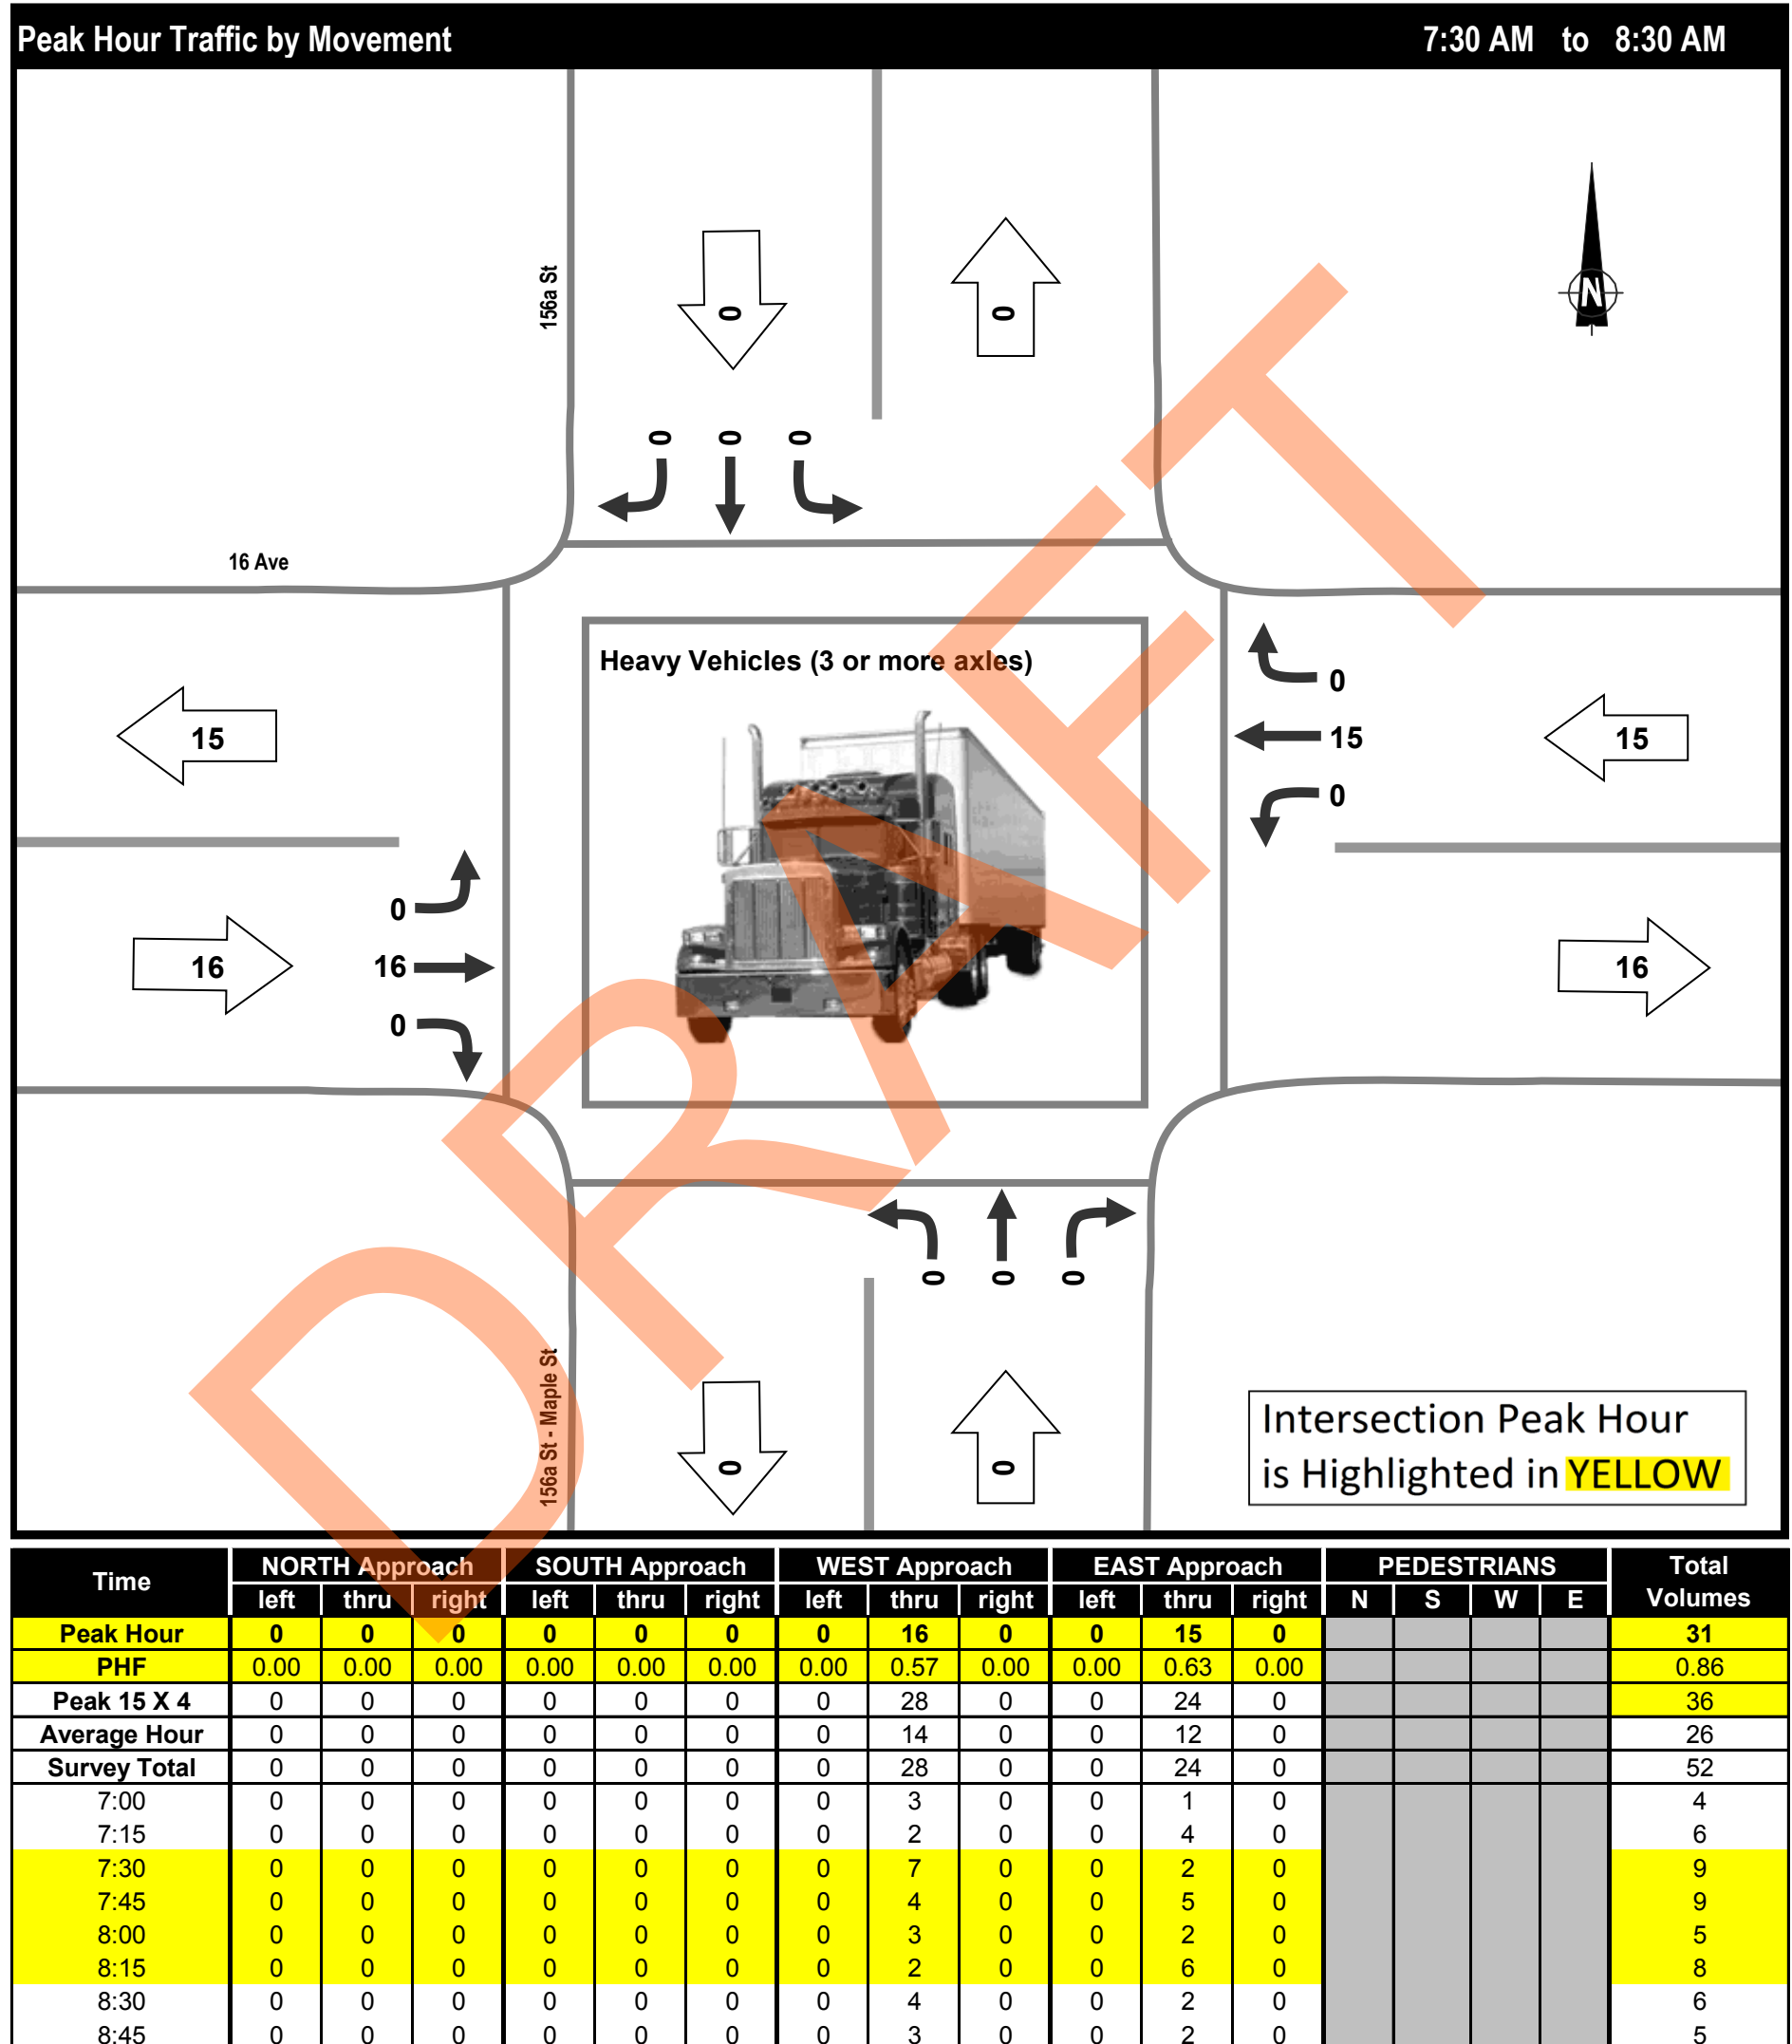 Peak Hour Traffic by Movement 7:30 AM to 8:30 AM
156a St
0 0
0 0 0
N
16 Ave
Heavy Vehicles (3 or more axles)
0
15 15 15
0
0
16 16 16
0
0 0 0
156a St - Maple St
0 0
Intersection Peak Hour
is Highlighted in YELLOW
DRAFT
Time NORTH Approach SOUTH Approach WEST Approach EAST Approach PEDESTRIANS Total Volumes
left thru right left thru right left thru right left thru right N S W E
Peak Hour 0 0 0 0 0 0 0 16 0 0 15 0 31
PHF 0.00 0.00 0.00 0.00 0.00 0.00 0.00 0.57 0.00 0.00 0.63 0.00 0.86
Peak 15 X 4 0 0 0 0 0 0 0 28 0 0 24 0 36
Average Hour 0 0 0 0 0 0 0 14 0 0 12 0 26
Survey Total 0 0 0 0 0 0 0 28 0 0 24 0 52
7:00 0 0 0 0 0 0 0 3 0 0 1 0 4
7:15 0 0 0 0 0 0 0 2 0 0 4 0 6
7:30 0 0 0 0 0 0 0 7 0 0 2 0 9
7:45 0 0 0 0 0 0 0 4 0 0 5 0 9
8:00 0 0 0 0 0 0 0 3 0 0 2 0 5
8:15 0 0 0 0 0 0 0 2 0 0 6 0 8
8:30 0 0 0 0 0 0 0 4 0 0 2 0 6
8:45 0 0 0 0 0 0 0 3 0 0 2 0 5